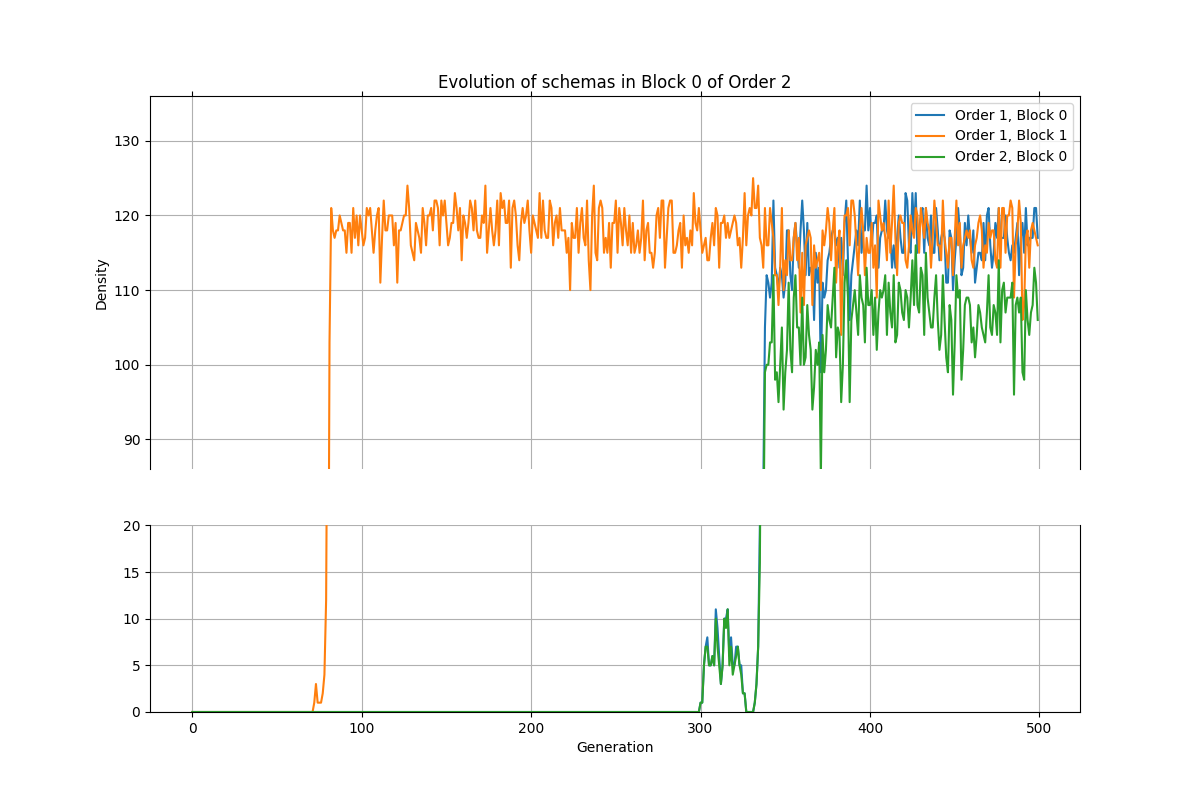 Evolution of schemas in Block 0 of Order 2
Order 1, Block 0
Order 1, Block 1
Order 2, Block 0
130
120
110
100
90
Density
20
15
10
5
0
0 100 200 300 400 500
Generation